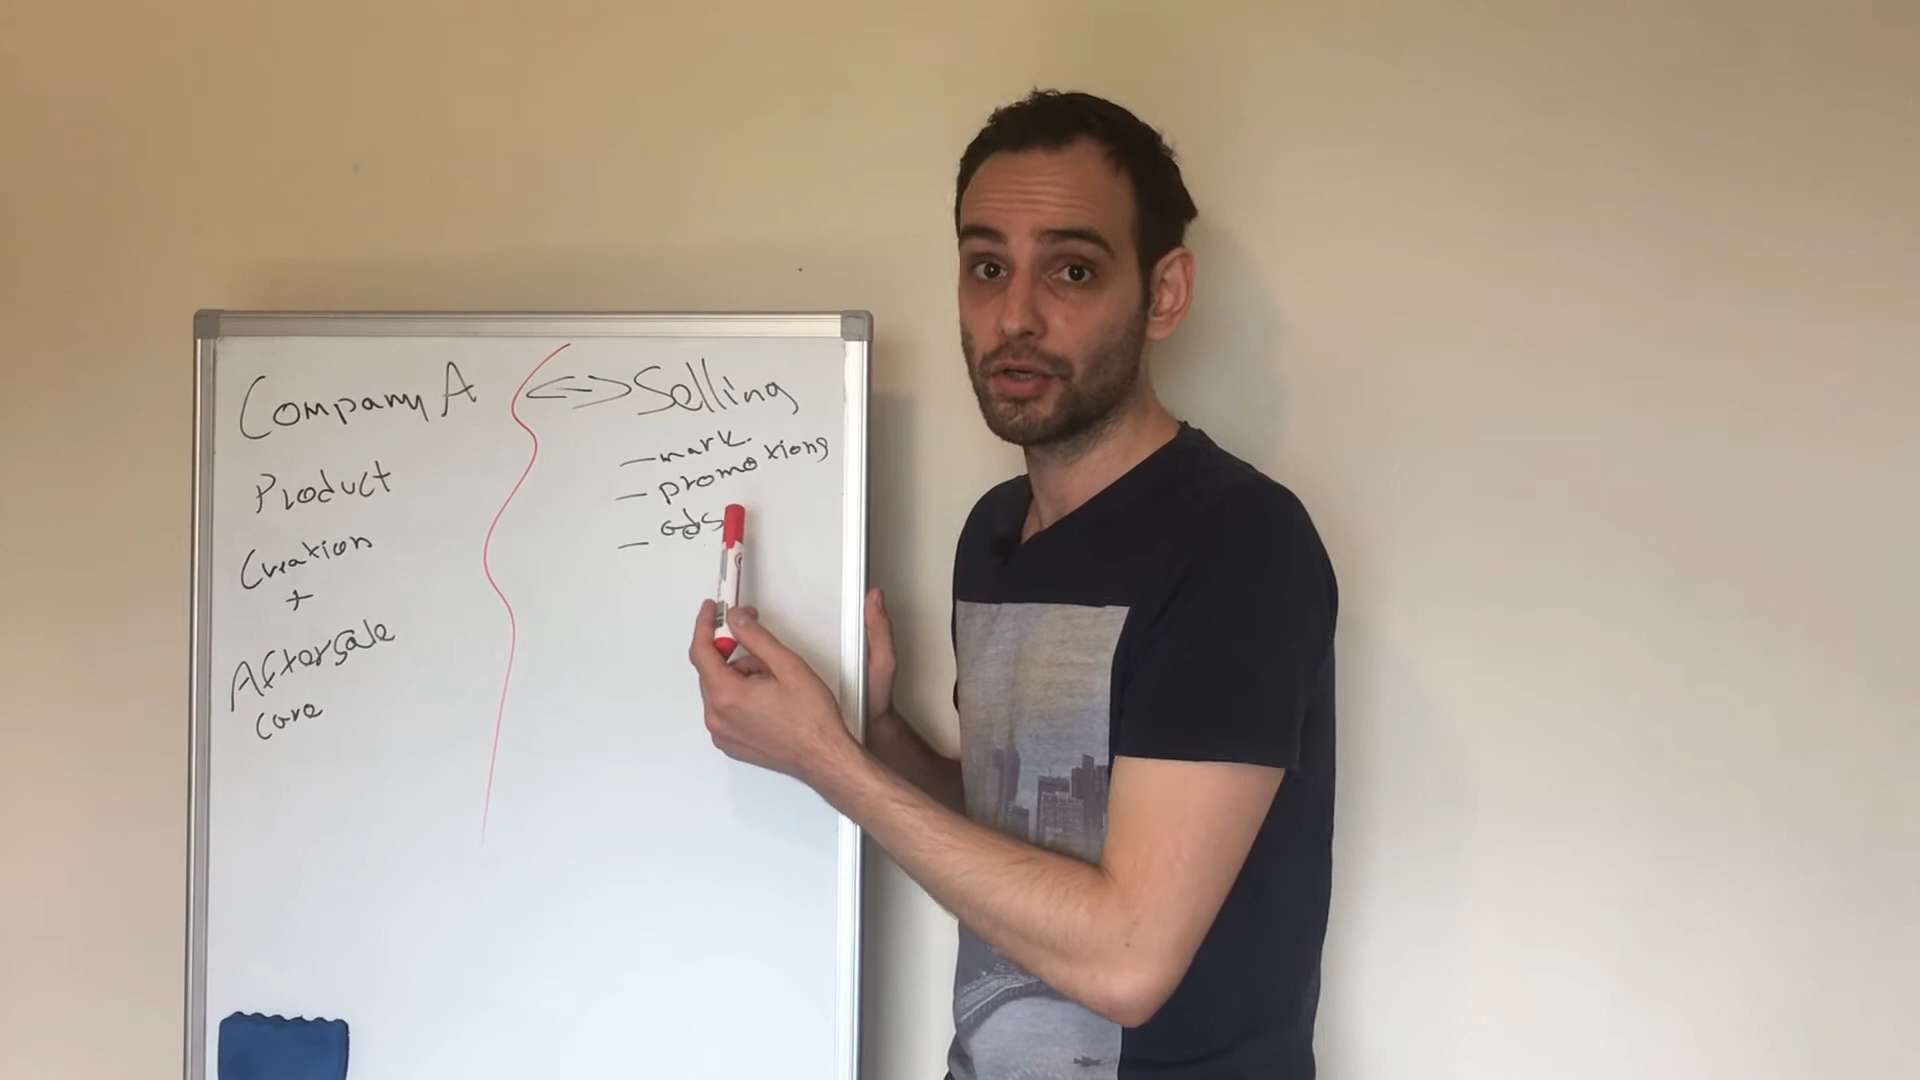 Company A <=> Selling
Product
Creation
+
Aftersale
care
- mark.
- promotions
- ads